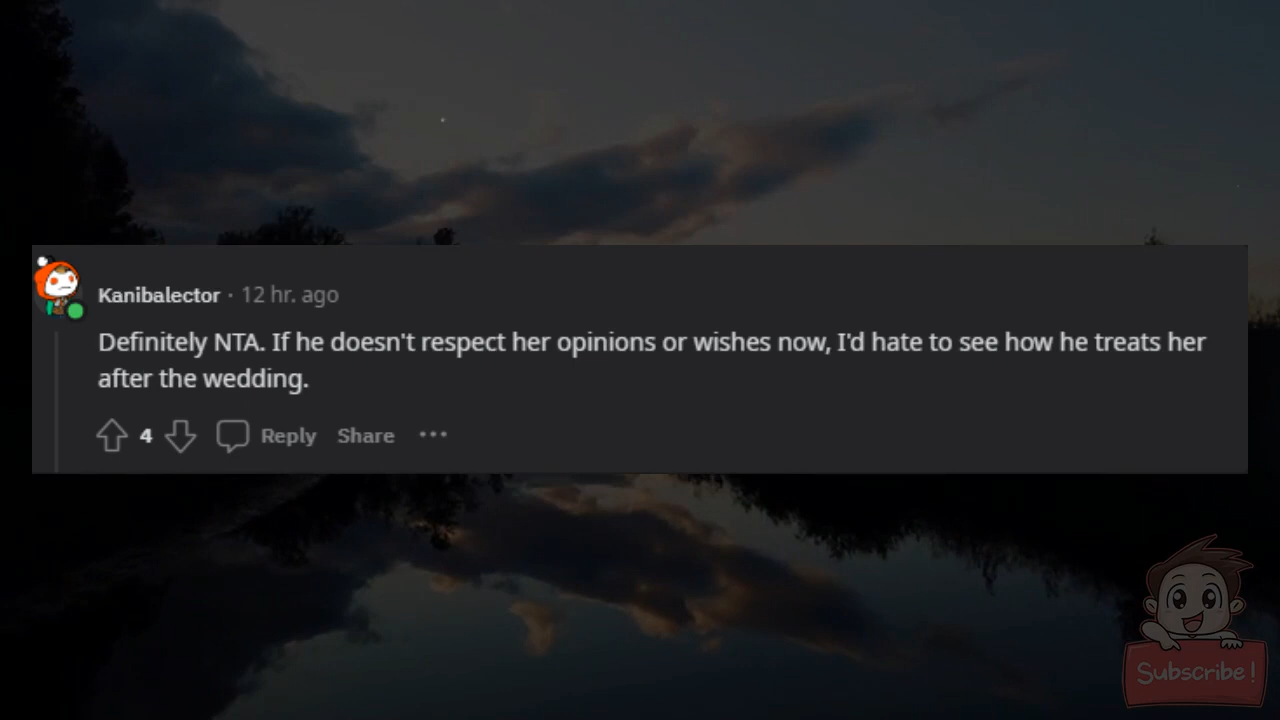 Kanibalector · 12 hr. ago
Definitely NTA. If he doesn't respect her opinions or wishes now, I'd hate to see how he treats her
after the wedding.
4 Reply Share ···
Subscribe!